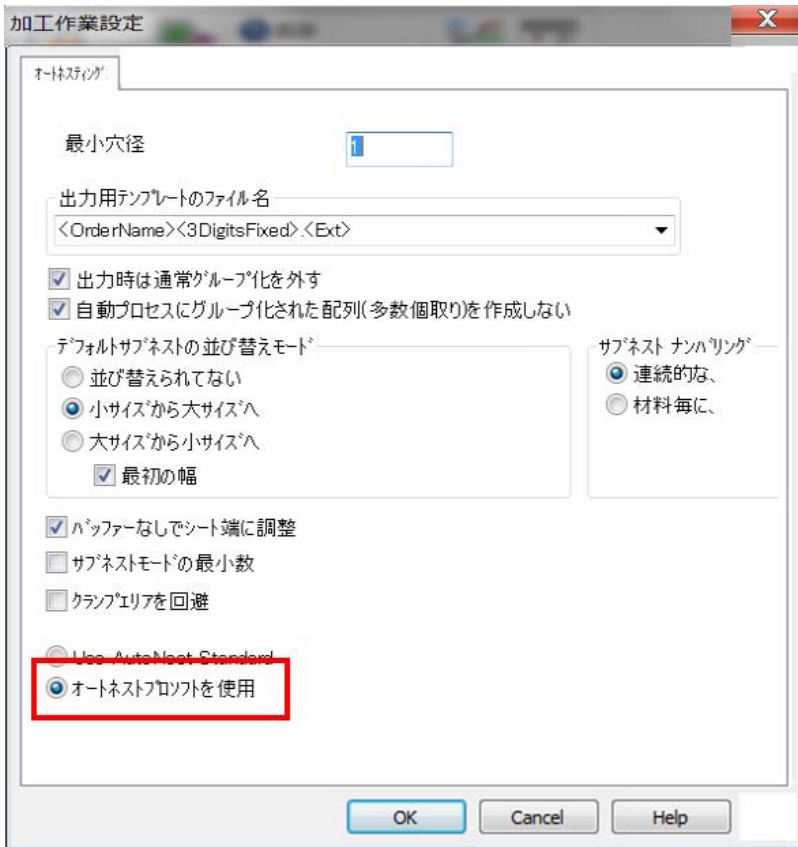 加工作業設定
X
オートネスティング
最小穴径
1
出力用テンプレートのファイル名
<OrderName><3DigitsFixed>.<Ext>
出力時は通常グループ化を外す
自動プロセスにグループ化された配列(多数個取り)を作成しない
デフォルトサブネストの並び替えモード
並び替えられてない
小サイズから大サイズへ
大サイズから小サイズへ
最初の幅
サブネスト ナンバリング
連続的な、
材料毎に、
バッファーなしでシート端に調整
サブネストモードの最小数
クランプエリアを回避
Use AutoNest Standard
オートネストプロソフトを使用
OK
Cancel
Help